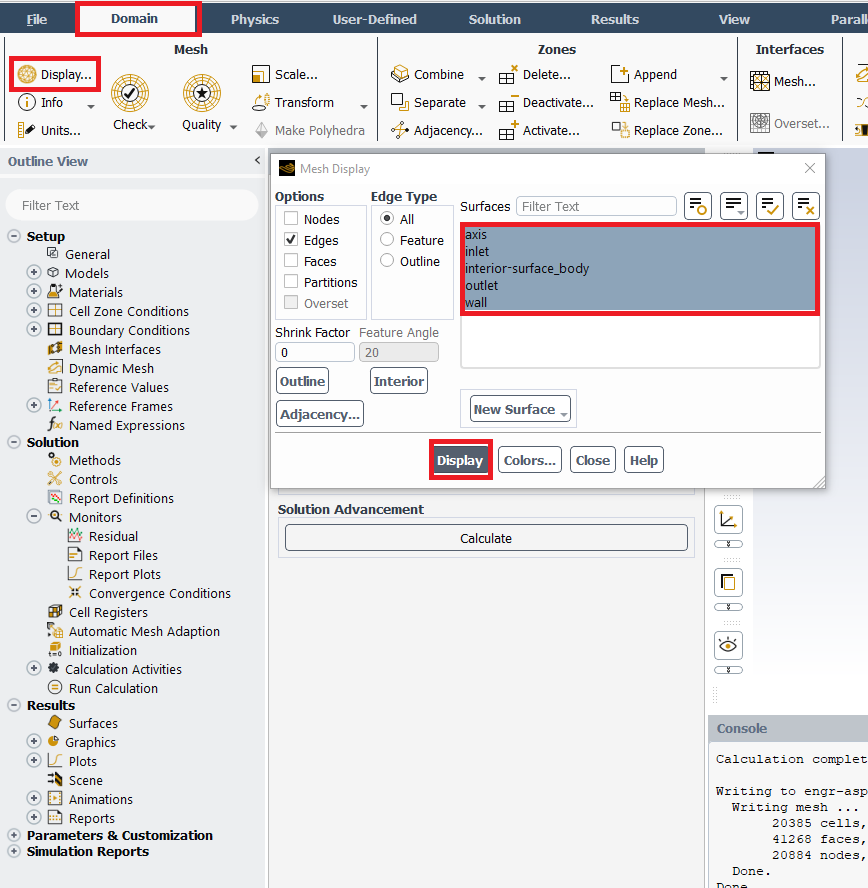 File Domain Physics User-Defined Solution Results View Parall
Mesh Zones Interfaces
Display... Scale... Combine Delete... Append Mesh...
Info Transform Separate Deactivate... Replace Mesh...
Units... Check Quality Make Polyhedra Adjacency... Activate... Replace Zone... Overset...
Outline View <
Filter Text
Setup
General
Models
Materials
Cell Zone Conditions
Boundary Conditions
Mesh Interfaces
Dynamic Mesh
Reference Values
Reference Frames
Named Expressions
Solution
Methods
Controls
Report Definitions
Monitors
Residual
Report Files
Report Plots
Convergence Conditions
Cell Registers
Automatic Mesh Adaption
Initialization
Calculation Activities
Run Calculation
Results
Surfaces
Graphics
Plots
Scene
Animations
Reports
Parameters & Customization
Simulation Reports
Mesh Display
Options
Nodes
Edges
Faces
Partitions
Overset
Edge Type
All
Feature
Outline
Shrink Factor Feature Angle
0 20
Outline Interior
Adjacency...
Surfaces Filter Text
axis
inlet
interior-surface_body
outlet
wall
New Surface
Display Colors... Close Help
Solution Advancement
Calculate
Console
Calculation complet
Writing to engr-asp
Writing mesh ...
20385 cells,
41268 faces,
20884 nodes,
Done.
Done